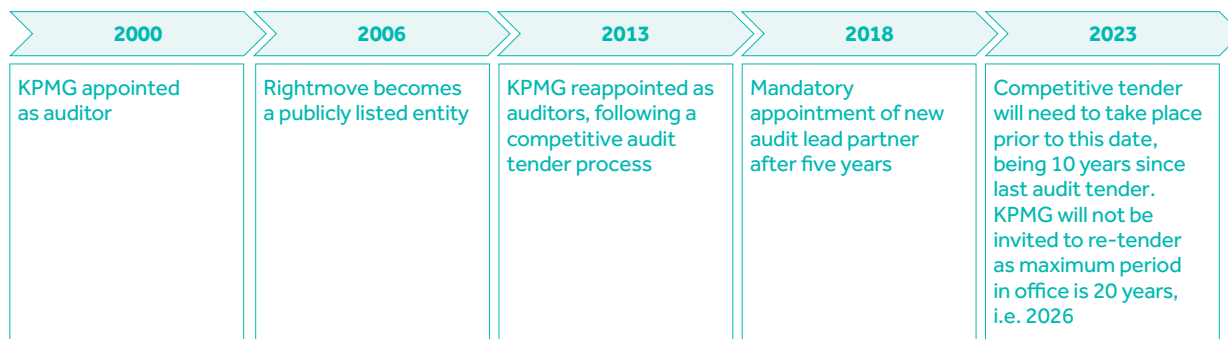 2000
KPMG appointed
as auditor
2006
Rightmove becomes
a publicly listed entity
2013
KPMG reappointed as
auditors, following a
competitive audit
tender process
2018
Mandatory
appointment of new
audit lead partner
after five years
2023
Competitive tender
will need to take place
prior to this date,
being 10 years since
last audit tender.
KPMG will not be
invited to re-tender
as maximum period
in office is 20 years,
i.e. 2026